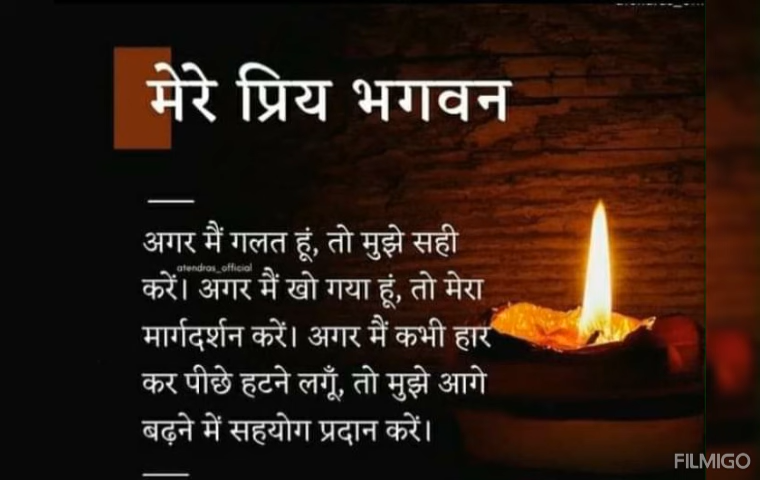 मेरे प्रिय भगवन
अगर मैं गलत हूं, तो मुझे सही
atendras_official
करें। अगर मैं खो गया हूं, तो मेरा
मार्गदर्शन करें। अगर मैं कभी हार
कर पीछे हटने लगूँ, तो मुझे आगे
बढ़ने में सहयोग प्रदान करें।
FILMIGO